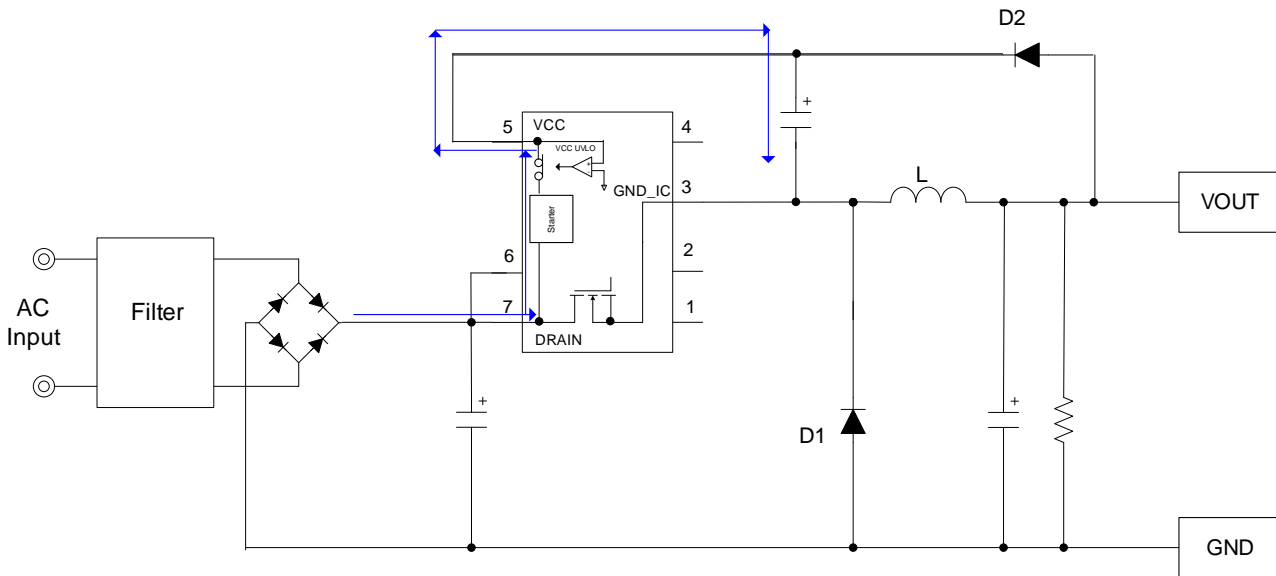 D2
5
VCC
4
VCC UVLO
+
GND_IC
3
L
VOUT
Starter
6
2
AC
Input
Filter
7
1
DRAIN
+
D1
+
GND